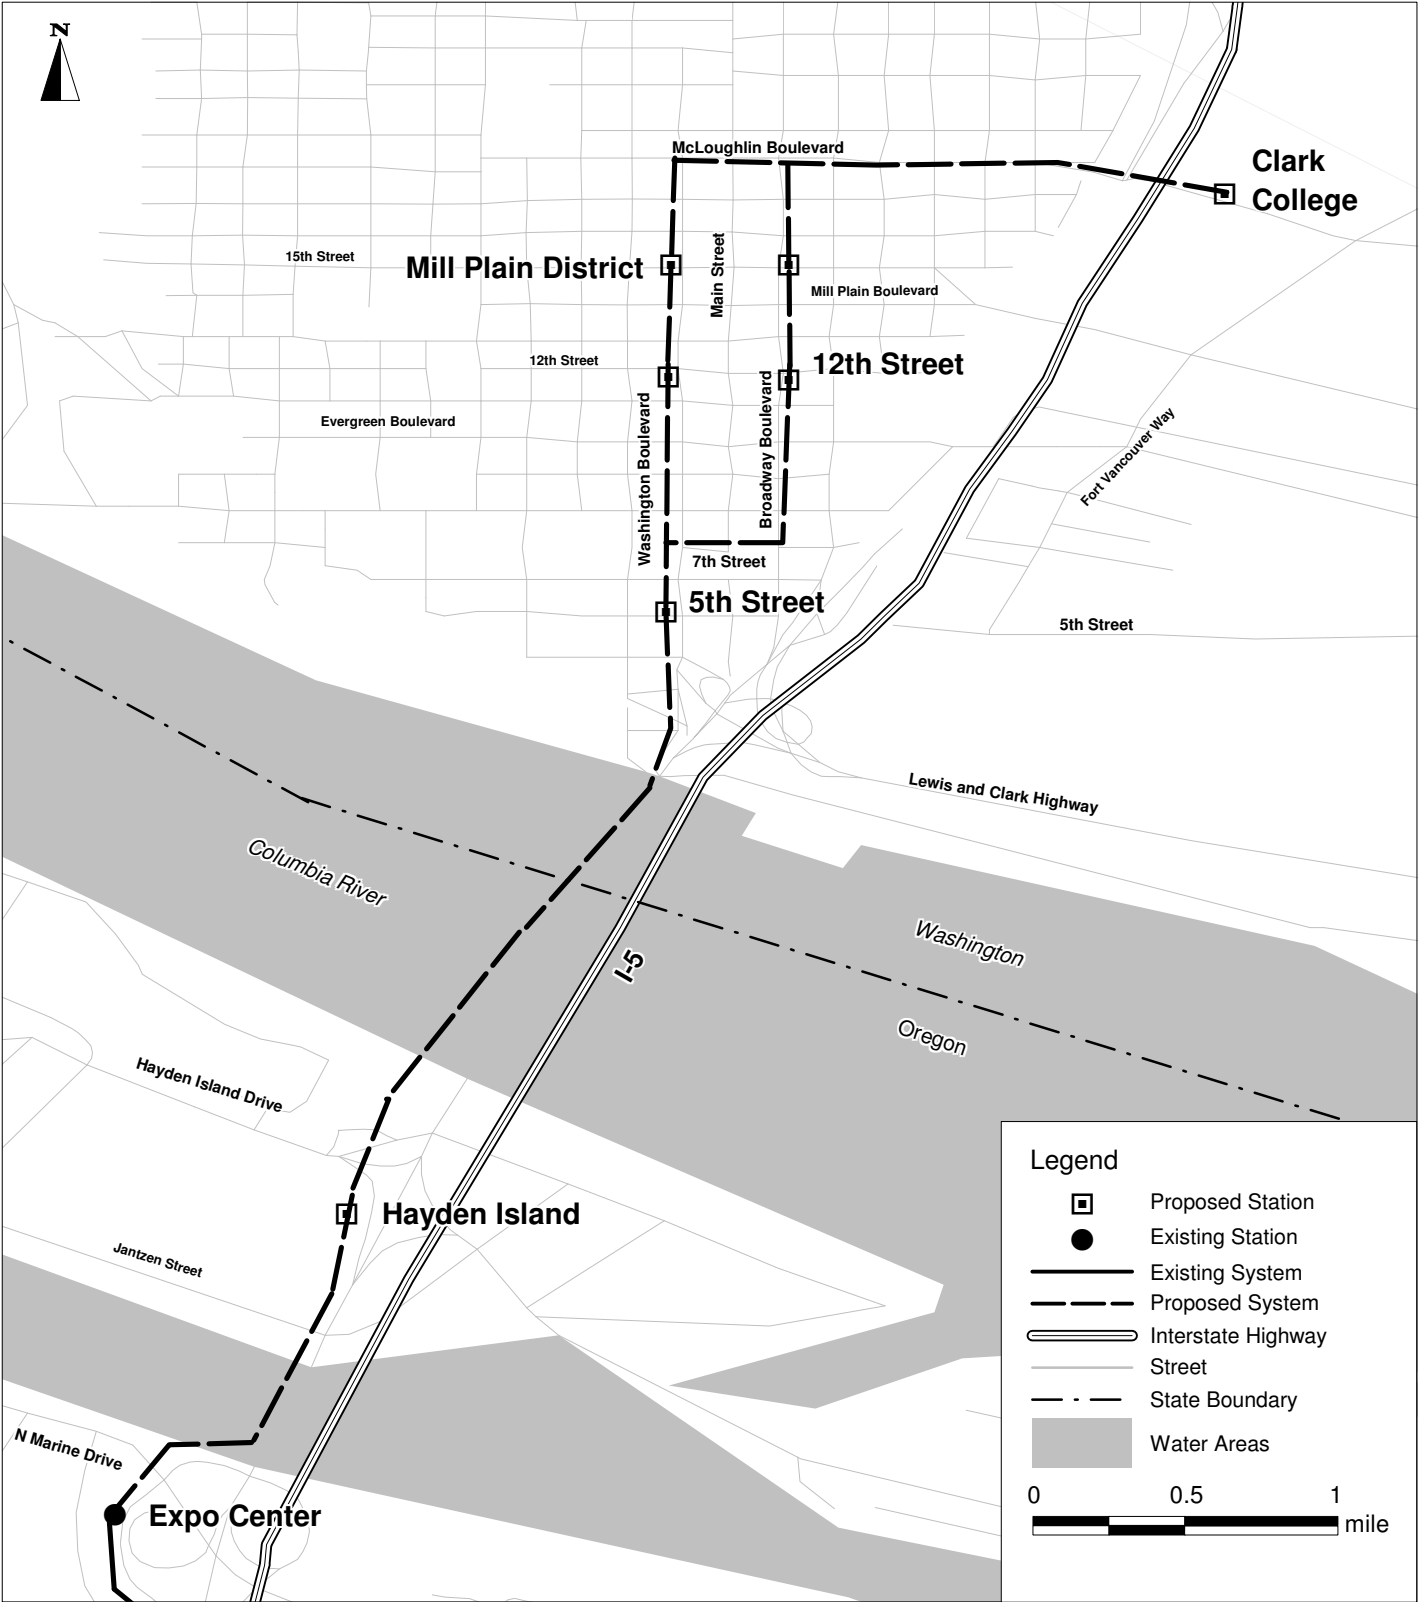 N
McLoughlin Boulevard
Clark
College
15th Street
Mill Plain District
Main Street
Mill Plain Boulevard
12th Street
12th Street
Evergreen Boulevard
Washington Boulevard
Broadway Boulevard
Fort Vancouver Way
7th Street
5th Street
5th Street
Lewis and Clark Highway
Columbia River
Washington
I-5
Oregon
Hayden Island Drive
Hayden Island
Jantzen Street
N Marine Drive
Expo Center
Legend
Proposed Station
Existing Station
Existing System
Proposed System
Interstate Highway
Street
State Boundary
Water Areas
0 0.5 1
mile